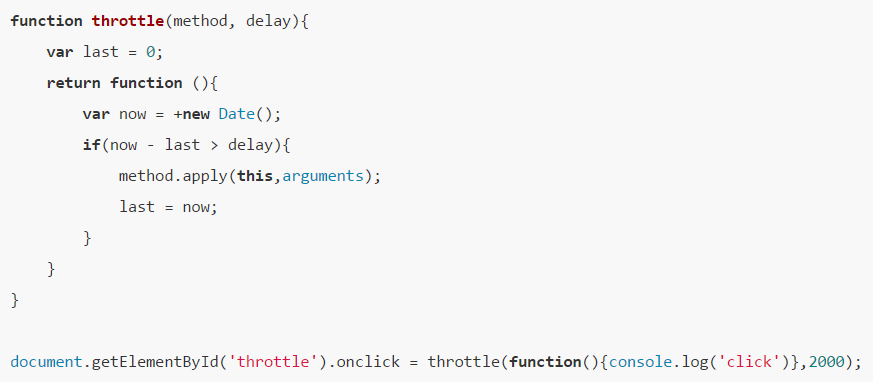 function throttle(method, delay){
    var last = 0;
    return function (){
        var now = +new Date();
        if(now - last > delay){
            method.apply(this,arguments);
            last = now;
        }
    }
}

document.getElementById('throttle').onclick = throttle(function(){console.log('click')},2000);